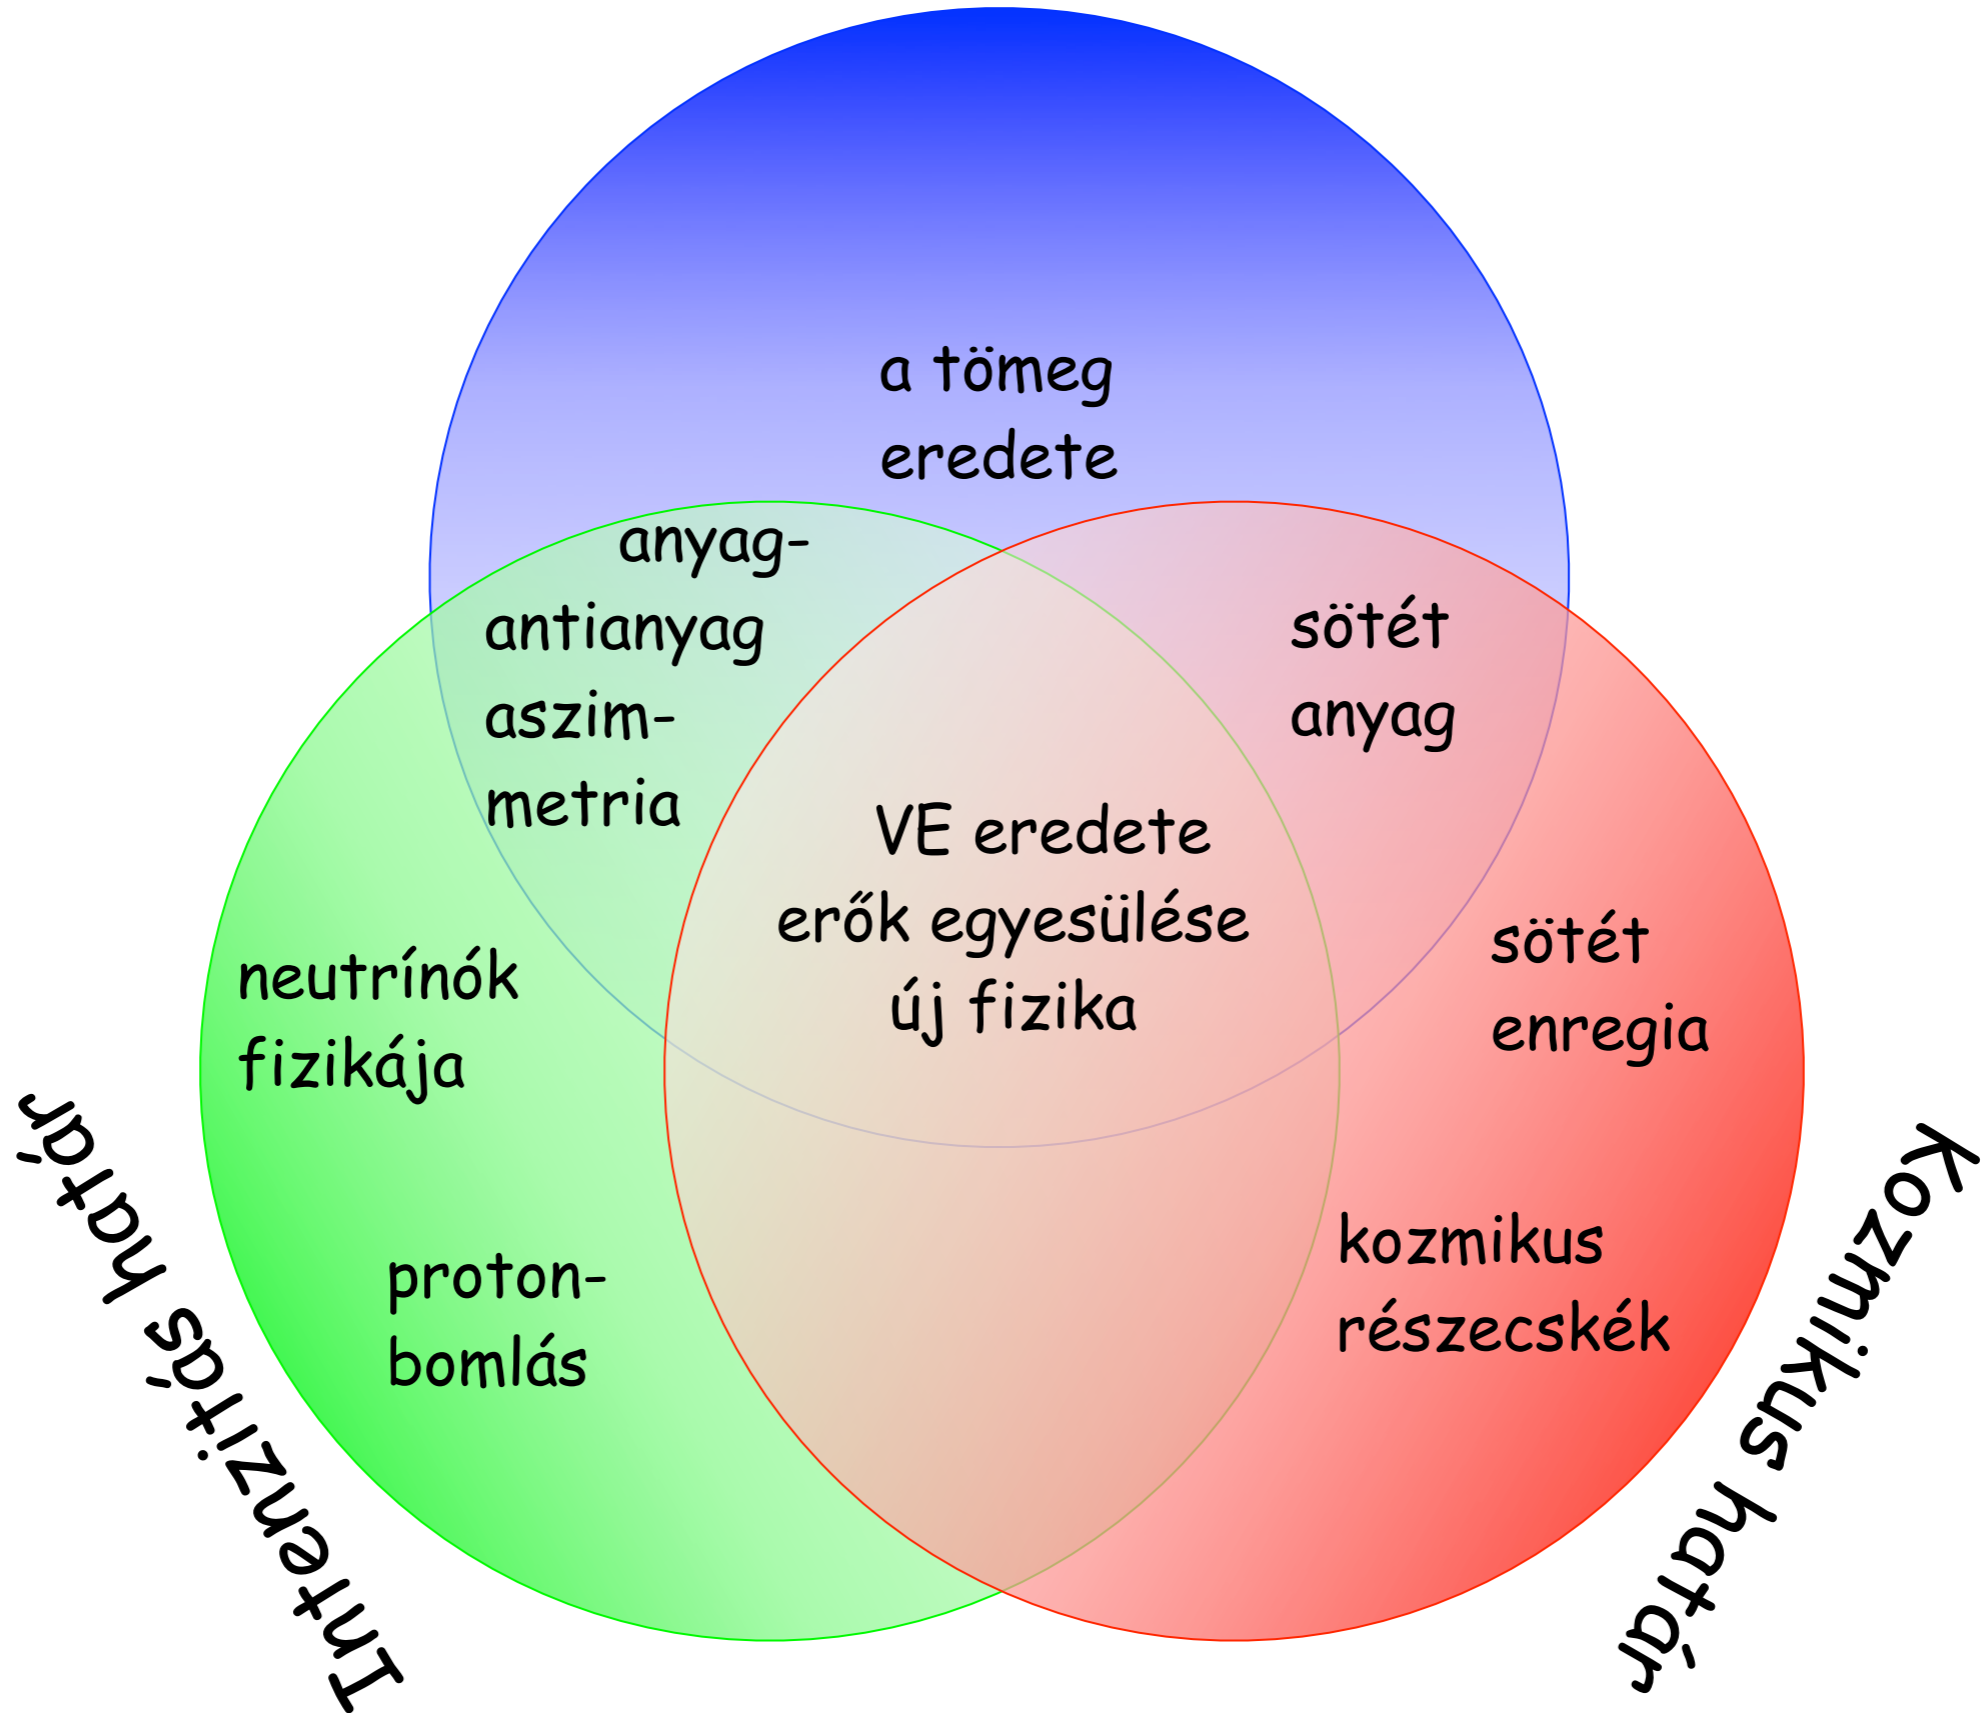 a tömeg
eredete
anyag-
antianyag
aszim-
metria
sötét
anyag
VE eredete
erők egyesülése
új fizika
neutrínók
fizikája
sötét
enregia
proton-
bomlás
kozmikus
részecskék
Intenzitás határ
Kozmikus határ